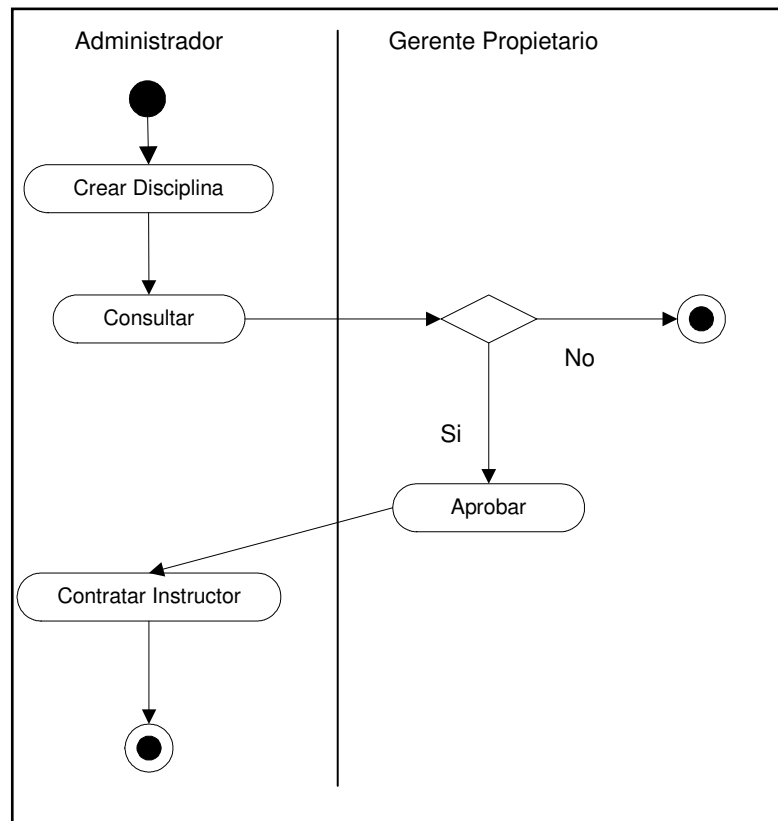 Administrador
Gerente Propietario
Crear Disciplina
Consultar
No
Si
Aprobar
Contratar Instructor